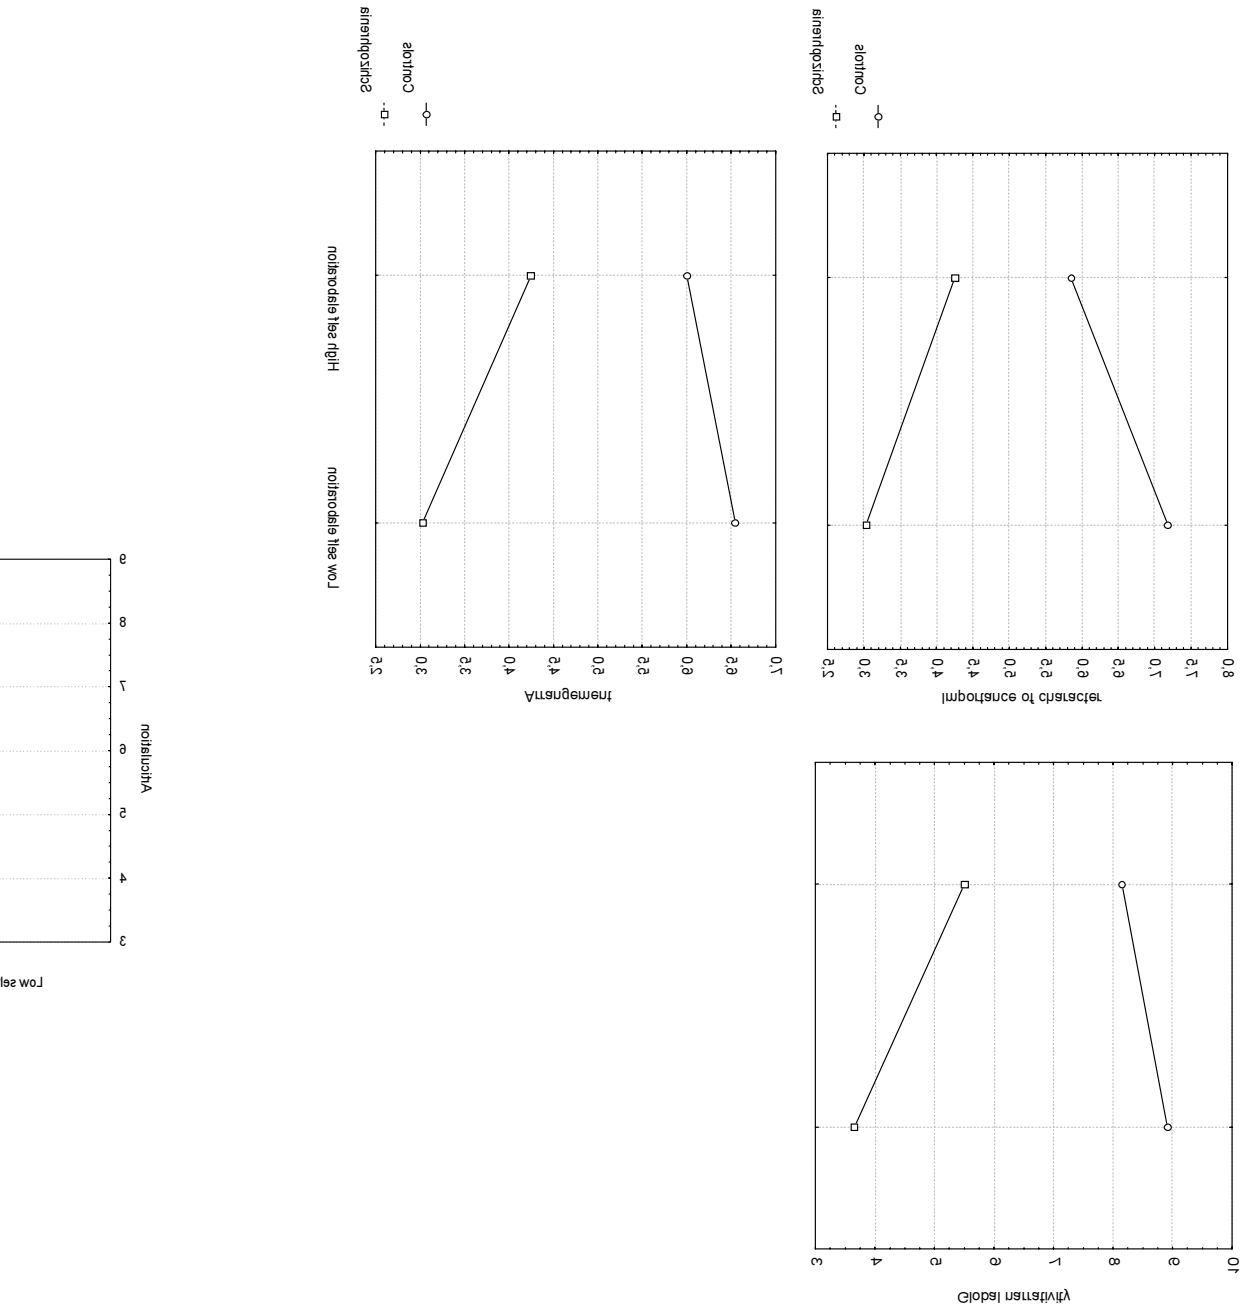 Schizophrenia
Controls
Schizophrenia
Controls
High self elaboration
Low self elaboration
2,5 3,0 3,5 4,0 4,5 5,0 5,5 6,0 6,5 7,0
Arrangement
2,5 3,0 3,5 4,0 4,5 5,0 5,5 6,0 6,5 7,0 7,5 8,0
Importance of character
9
8
7
6
5
4
3
Articulation
Low sel
3 4 5 6 7 8 9 10
Global narrativity